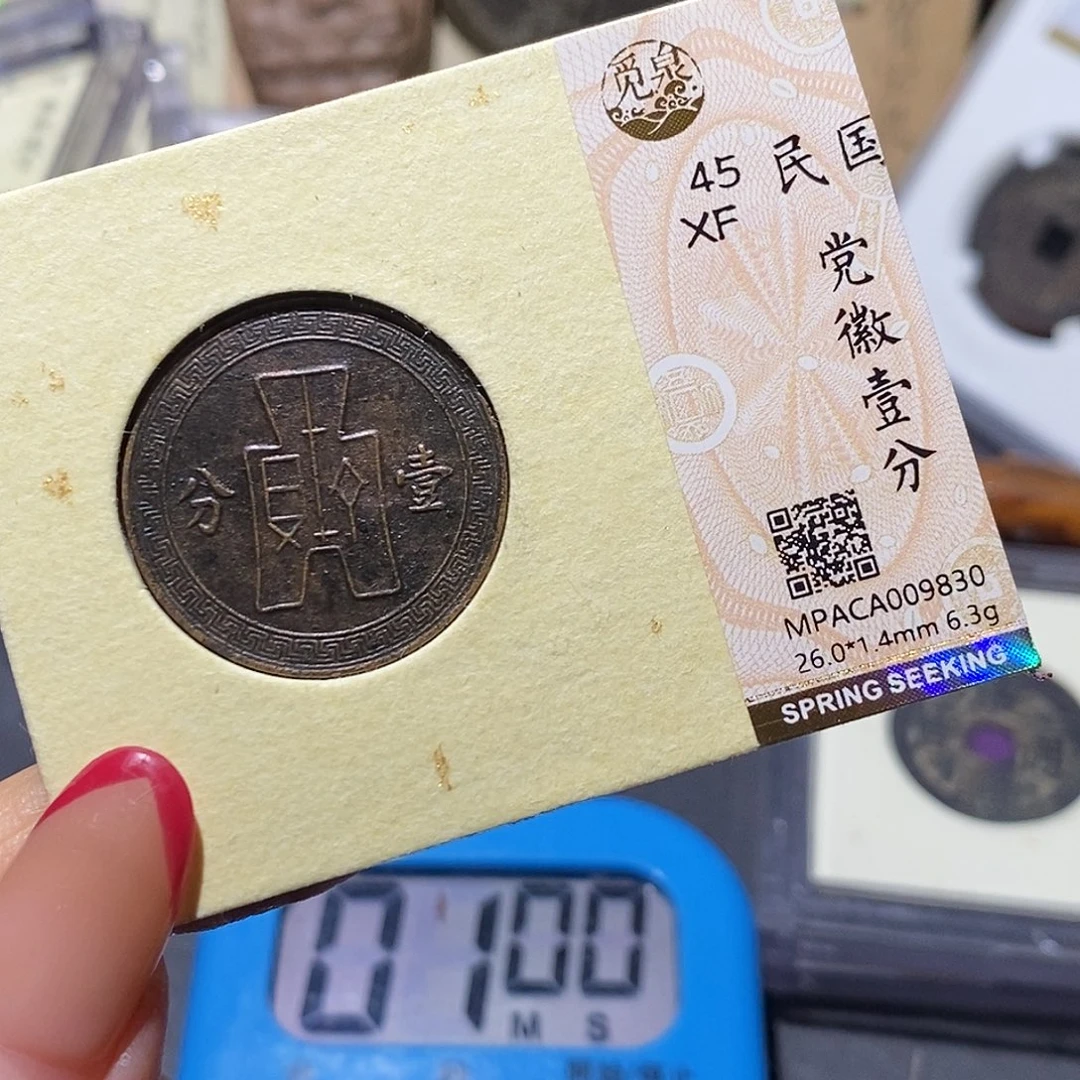 觅泉
45
XF
民国
党徽壹分
MPACA009830
26.0*1.4mm 6.3g
SPRING SEEKING
分 壹
01 00
M S